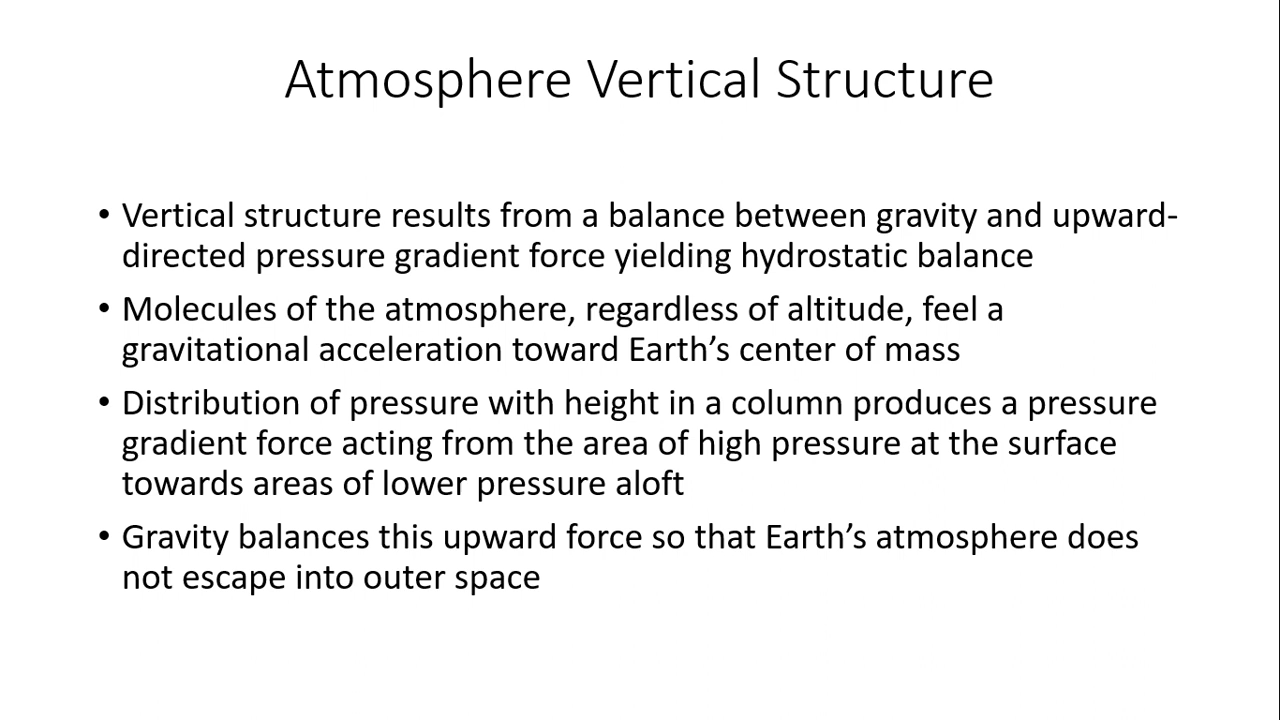 Atmosphere Vertical Structure
• Vertical structure results from a balance between gravity and upward-
directed pressure gradient force yielding hydrostatic balance
• Molecules of the atmosphere, regardless of altitude, feel a
gravitational acceleration toward Earth’s center of mass
• Distribution of pressure with height in a column produces a pressure
gradient force acting from the area of high pressure at the surface
towards areas of lower pressure aloft
• Gravity balances this upward force so that Earth’s atmosphere does
not escape into outer space